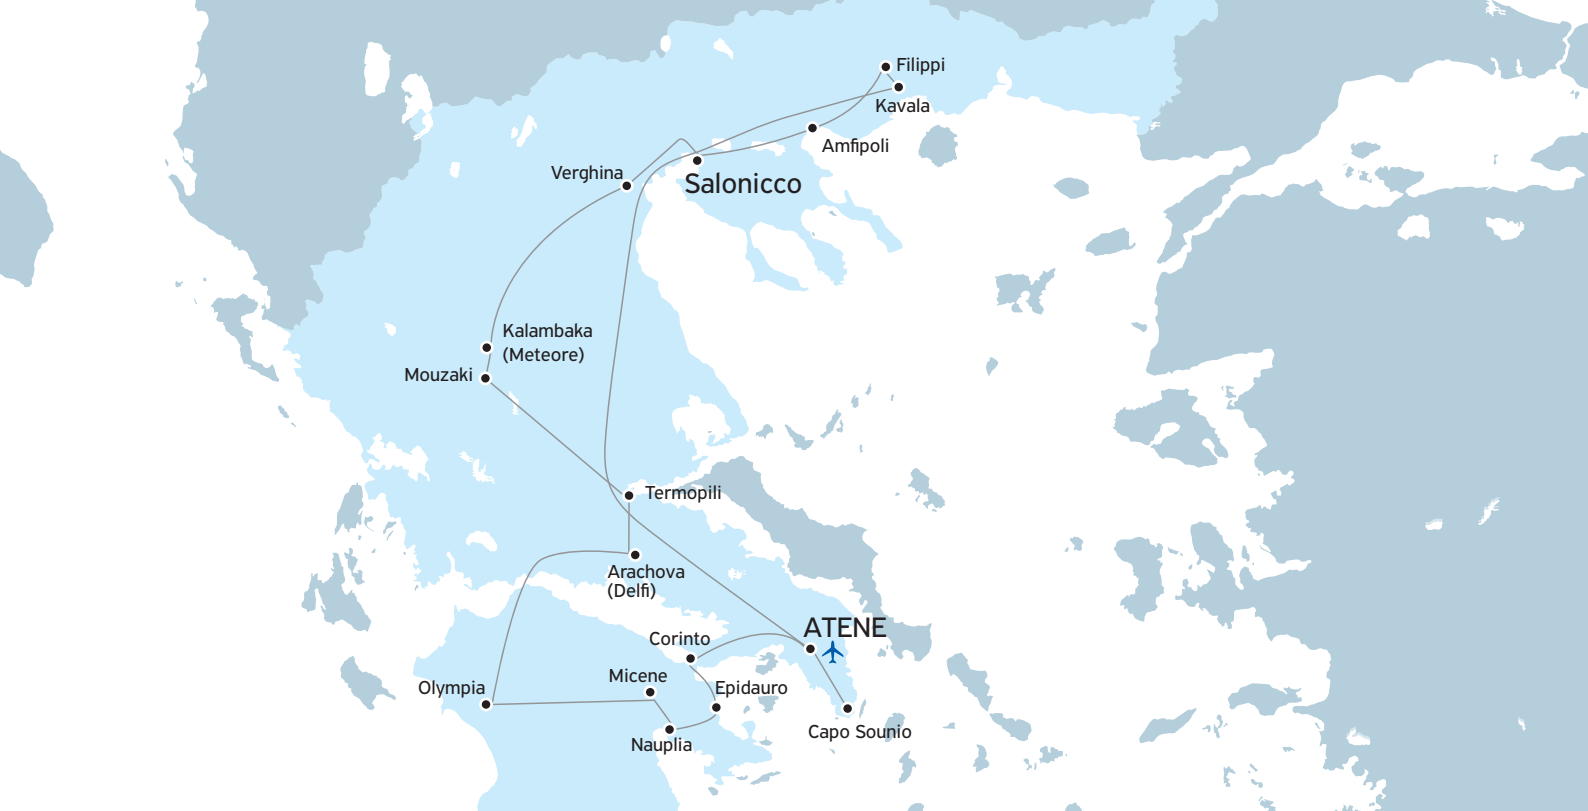 Filippi
Kavala
Amfipoli
Verghina
Salonicco
Kalambaka
(Meteore)
Mouzaki
Termopili
Arachova
(Delfi)
ATENE
Corinto
Micene
Olympia
Epidauro
Capo Sounio
Nauplia